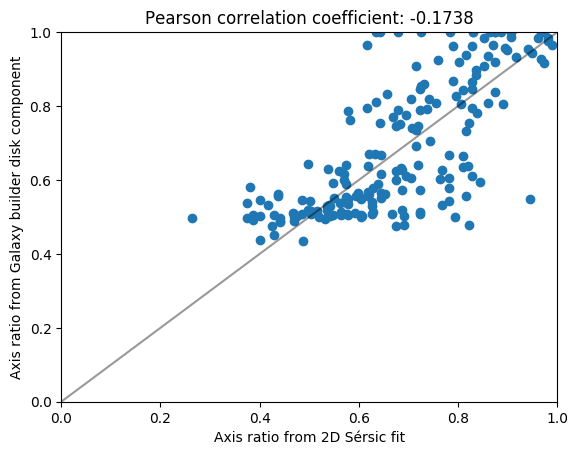 Pearson correlation coefficient: -0.1738
1.0
0.8
0.6
0.4
0.2
0.0
Axis ratio from Galaxy builder disk component
0.0 0.2 0.4 0.6 0.8 1.0
Axis ratio from 2D Sérsic fit